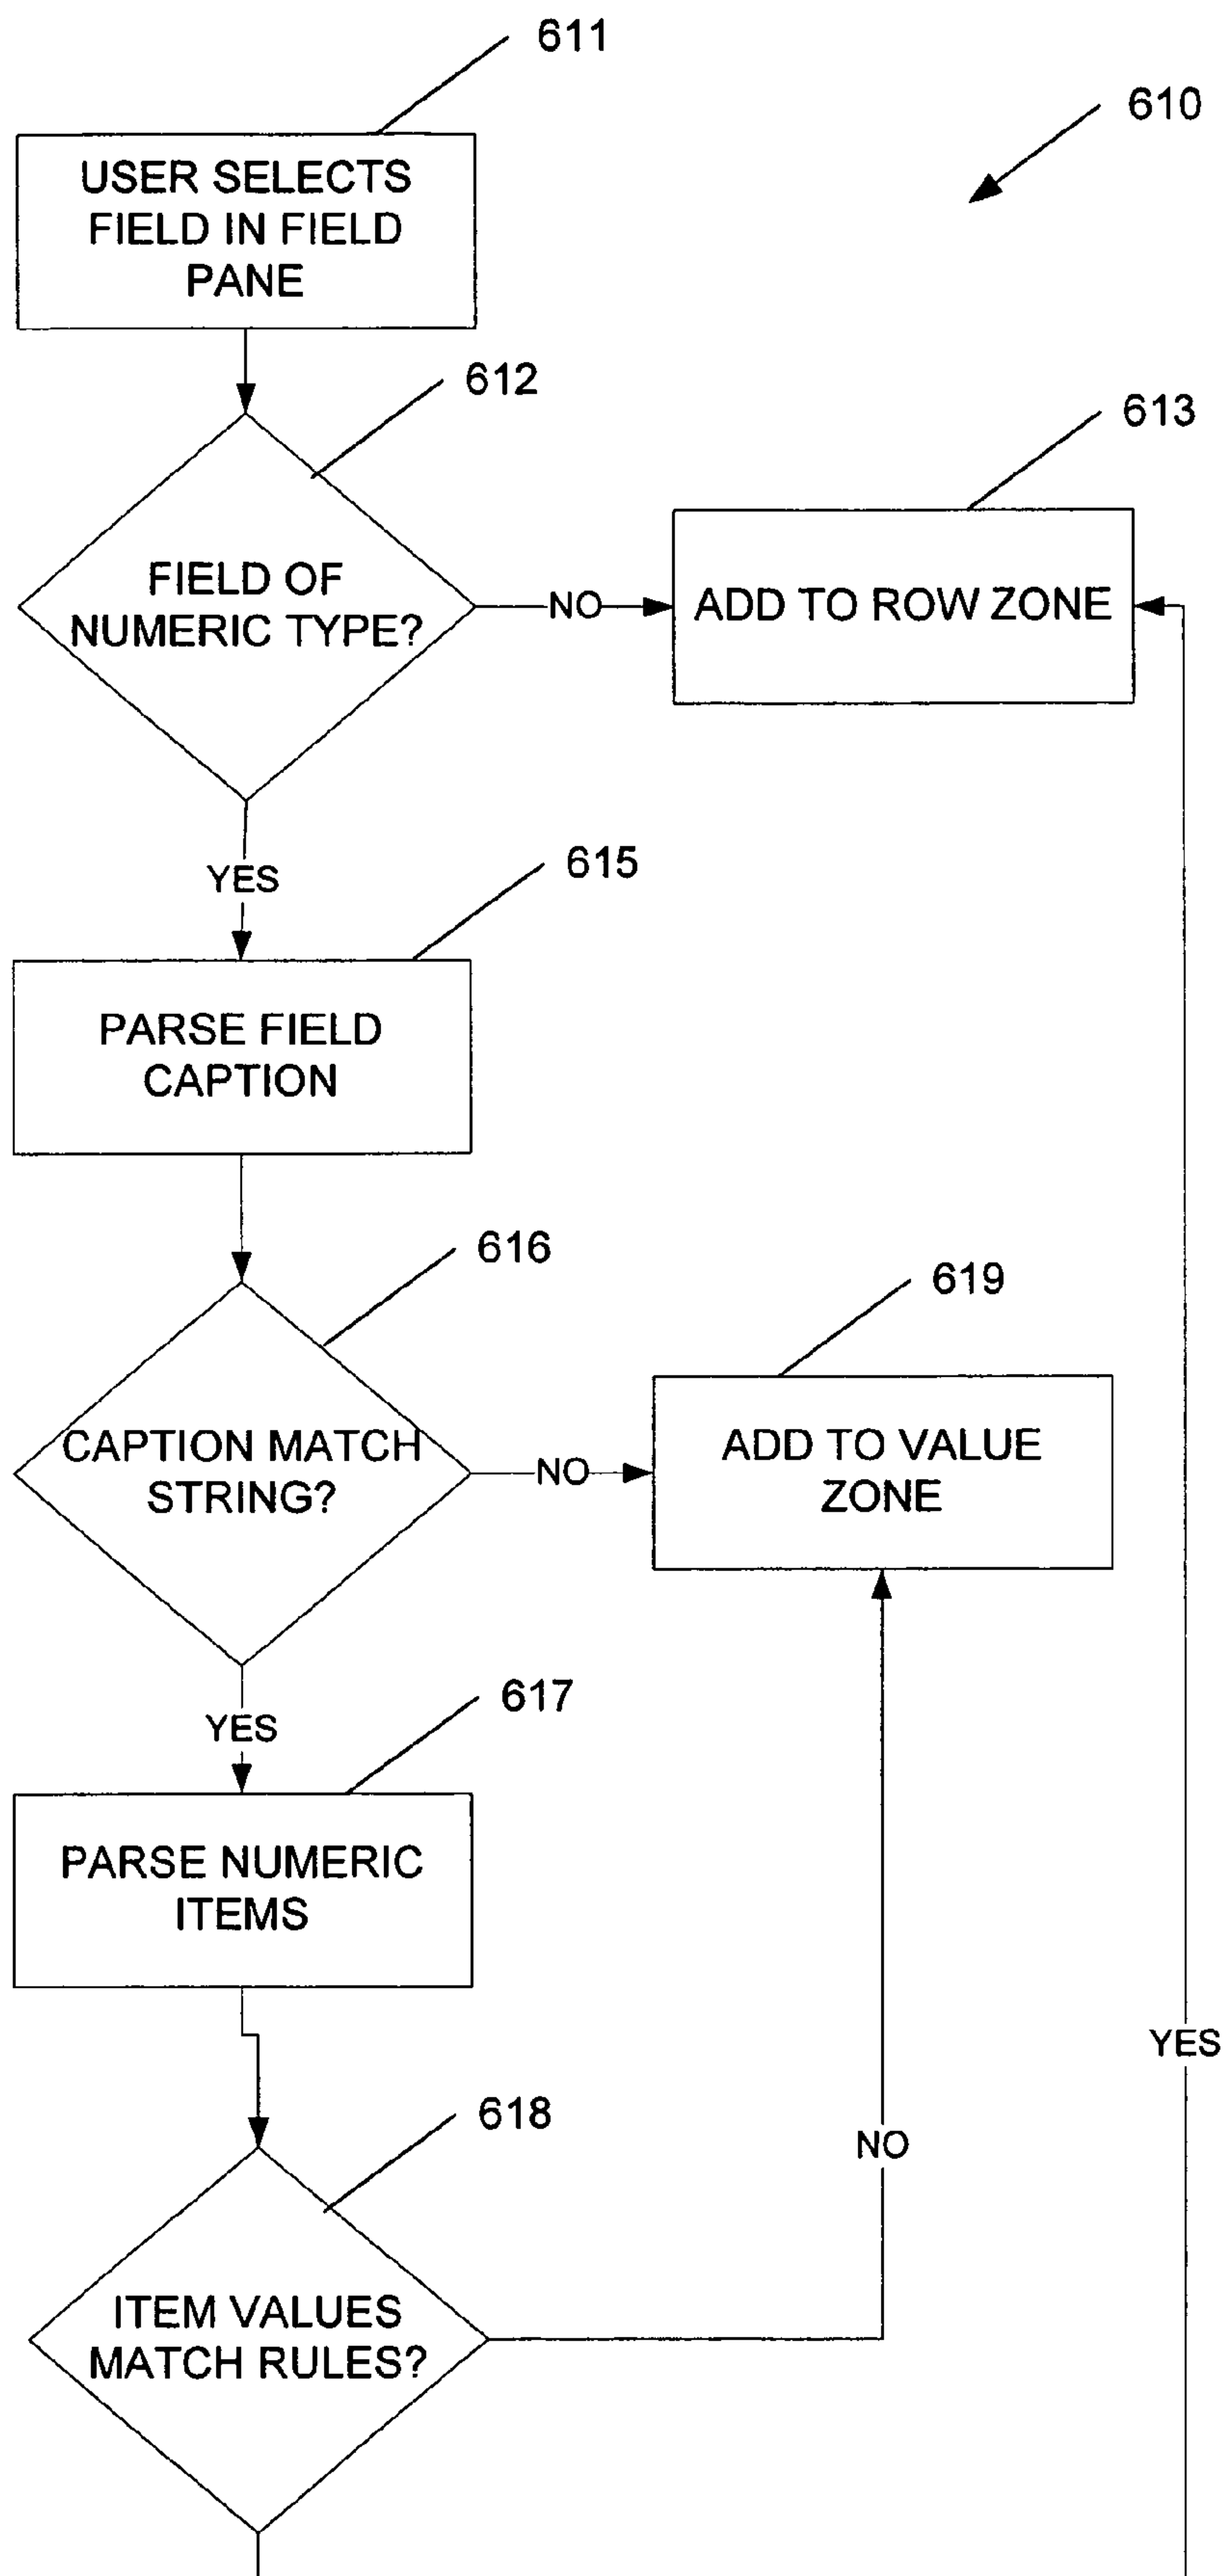 611
610
USER SELECTS
FIELD IN FIELD
PANE
612
613
FIELD OF
NUMERIC TYPE?
NO
ADD TO ROW ZONE
YES
615
PARSE FIELD
CAPTION
616
619
CAPTION MATCH
STRING?
NO
ADD TO VALUE
ZONE
YES
617
PARSE NUMERIC
ITEMS
YES
618
NO
ITEM VALUES
MATCH RULES?